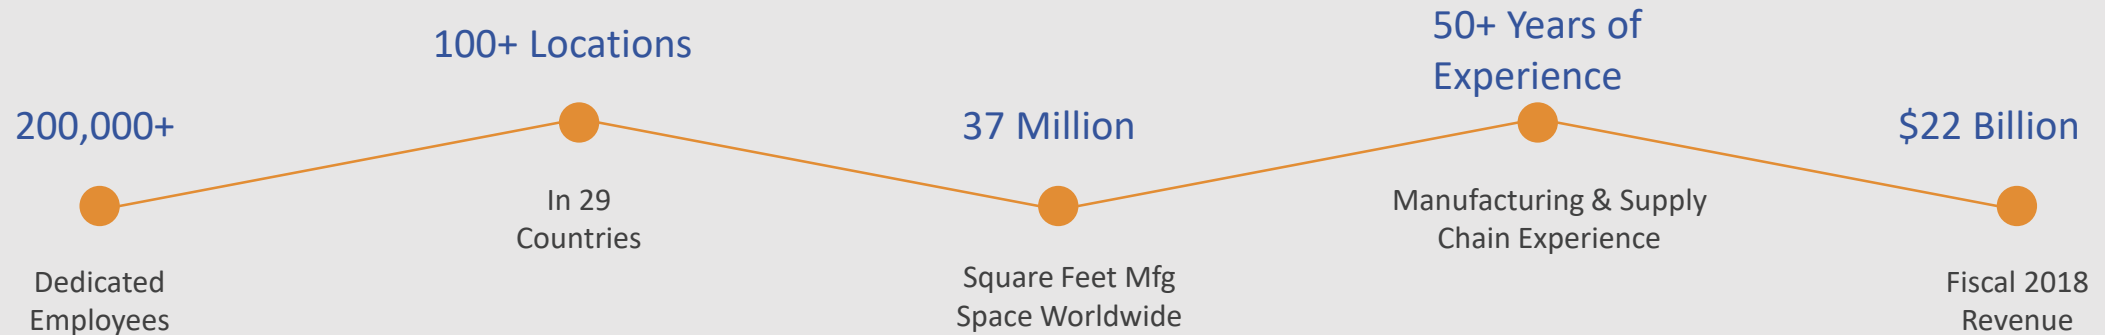 200,000+
Dedicated
Employees
100+ Locations
In 29
Countries
37 Million
Square Feet Mfg
Space Worldwide
50+ Years of
Experience
Manufacturing & Supply
Chain Experience
$22 Billion
Fiscal 2018
Revenue